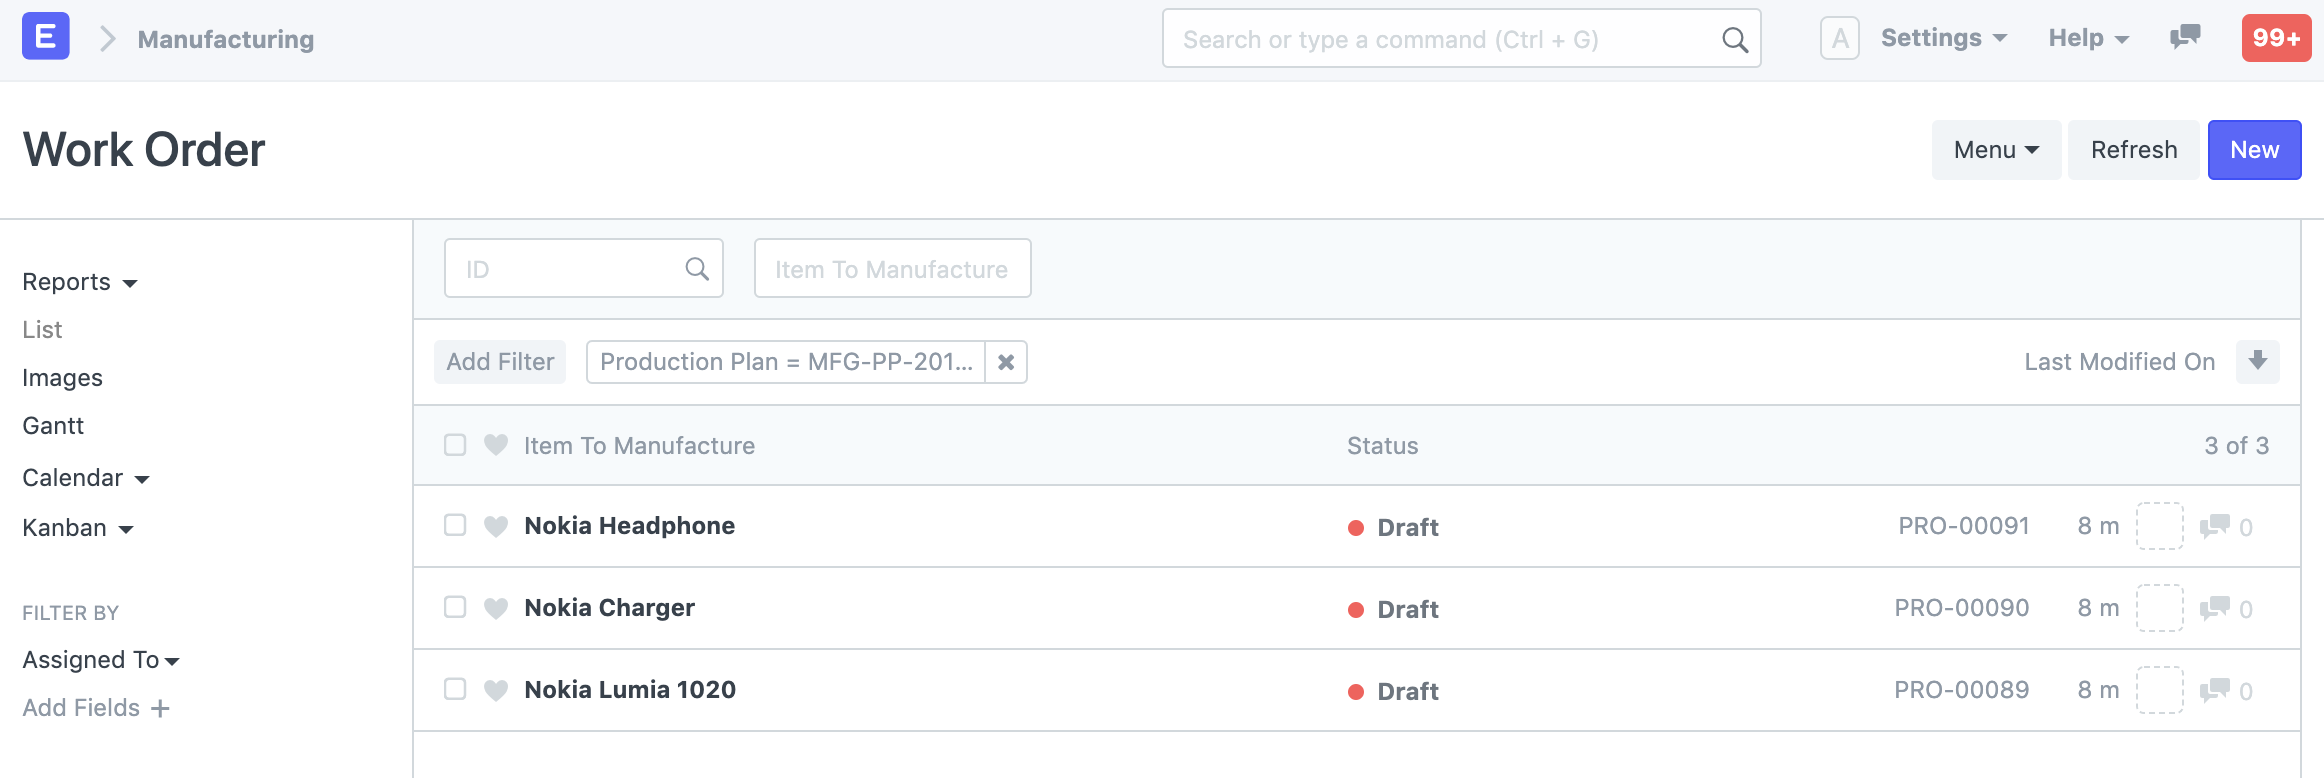 E
Manufacturing
Search or type a command (Ctrl + G)
A
Settings
Help
99+
Work Order
Menu
Refresh
New
Reports
List
Images
Gantt
Calendar
Kanban
FILTER BY
Assigned To
Add Fields +
ID
Item To Manufacture
Add Filter
Production Plan = MFG-PP-201...
Last Modified On
Item To Manufacture Status 3 of 3
Nokia Headphone Draft PRO-00091 8 m 0
Nokia Charger Draft PRO-00090 8 m 0
Nokia Lumia 1020 Draft PRO-00089 8 m 0